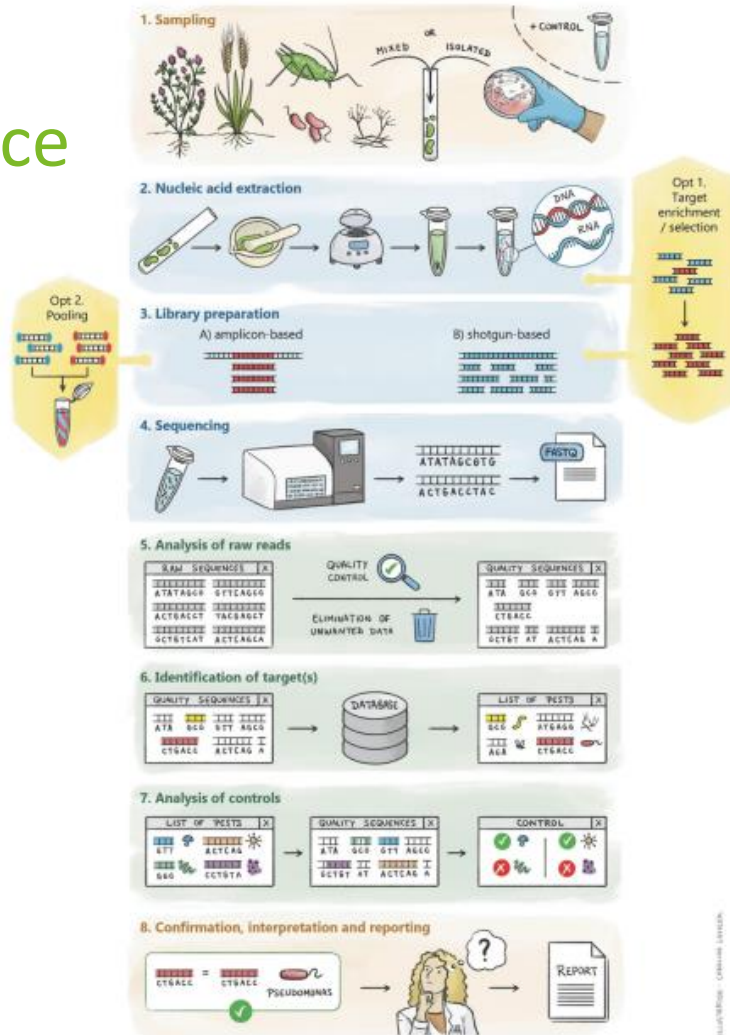 ce
1. Sampling
MIXED OR ISOLATED
+ CONTROL
2. Nucleic acid extraction
DNA
RNA
Opt 1.
Target
enrichment
/ selection
3. Library preparation
A) amplicon-based
B) shotgun-based
Opt 2.
Pooling
4. Sequencing
ATATAGCGTG
ACTGACCTAC
FASTQ
5. Analysis of raw reads
RAW SEQUENCES X
ATATAGCG GTTCAGCG
ACTGACCT TACGAGCT
GCTGTCAT ACTCAGCA
QUALITY
CONTROL
ELIMINATION OF
UNWANTED DATA
QUALITY SEQUENCES X
ATA GCG GTT AGCG
CTGACC
GCTGT AT ACTCAG A
6. Identification of target(s)
QUALITY SEQUENCES X
ATA GCG GTT AGCG
CTGACC ACTCAG A
DATABASE
LIST OF PESTS X
GCG ATGAGG
AGA CTGACC
7. Analysis of controls
LIST OF PESTS X
GTT ACTCAG
GCG CCTGTA
QUALITY SEQUENCES X
ATA GCG GTT AGCG
GCTGT AT ACTCAG A
CONTROL X
8. Confirmation, interpretation and reporting
CTGACC = CTGACC
PSEUDOMONAS
?
REPORT